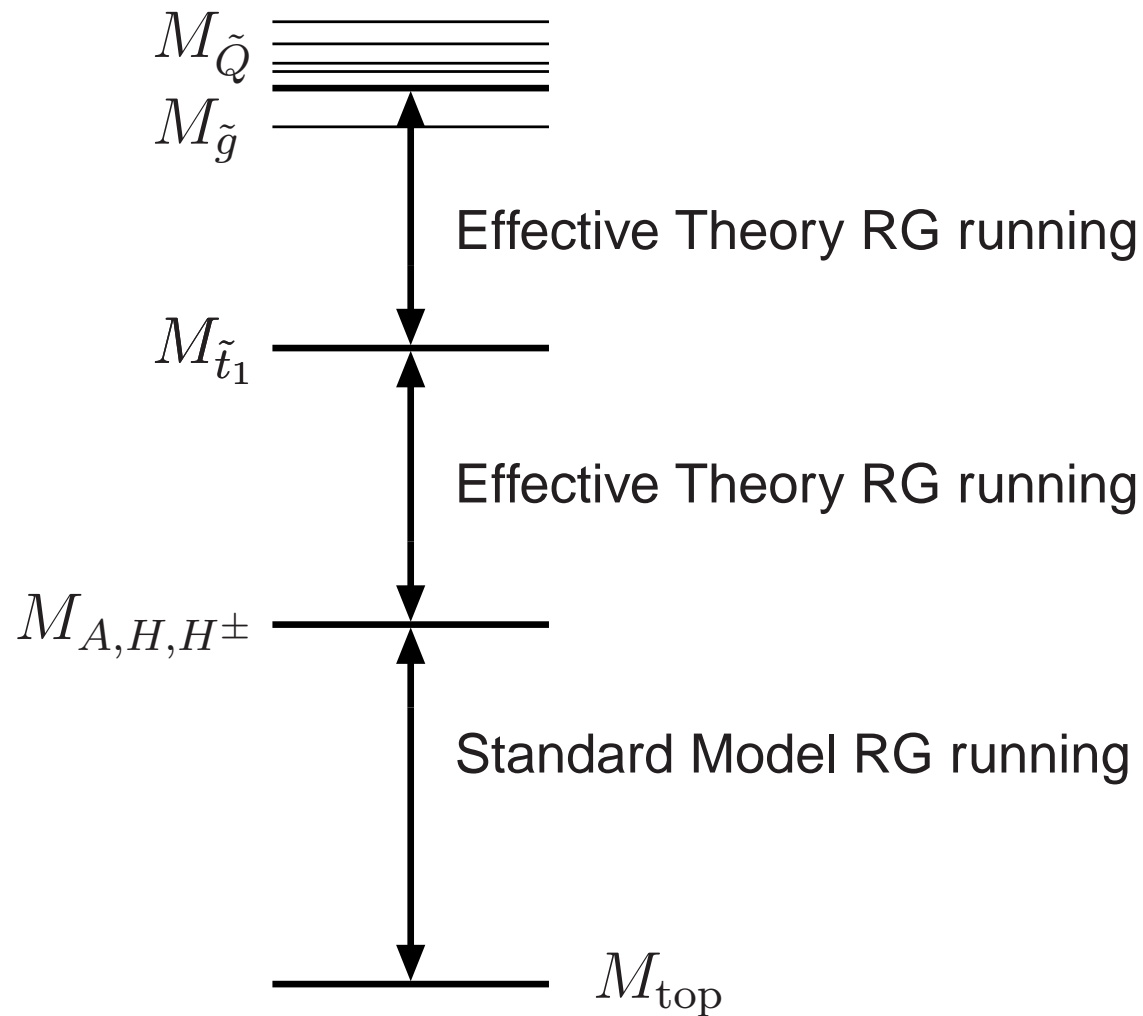 M_{\tilde{Q}}
M_{\tilde{g}}
Effective Theory RG running
M_{\tilde{t}_1}
Effective Theory RG running
M_{A,H,H^±}
Standard Model RG running
M_{top}